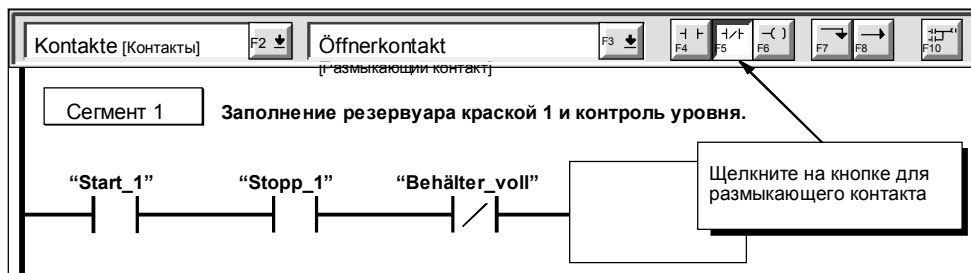 Kontakte [Контакты] F2 Öffnerkontakt F3 F4 F5 F6 F7 F8 F10
[Размыкающий контакт]
Сегмент 1 Заполнение резервуара краской 1 и контроль уровня.
Щелкните на кнопке для
размыкающего контакта
“Start_1” “Stopp_1” “Behälter_voll”